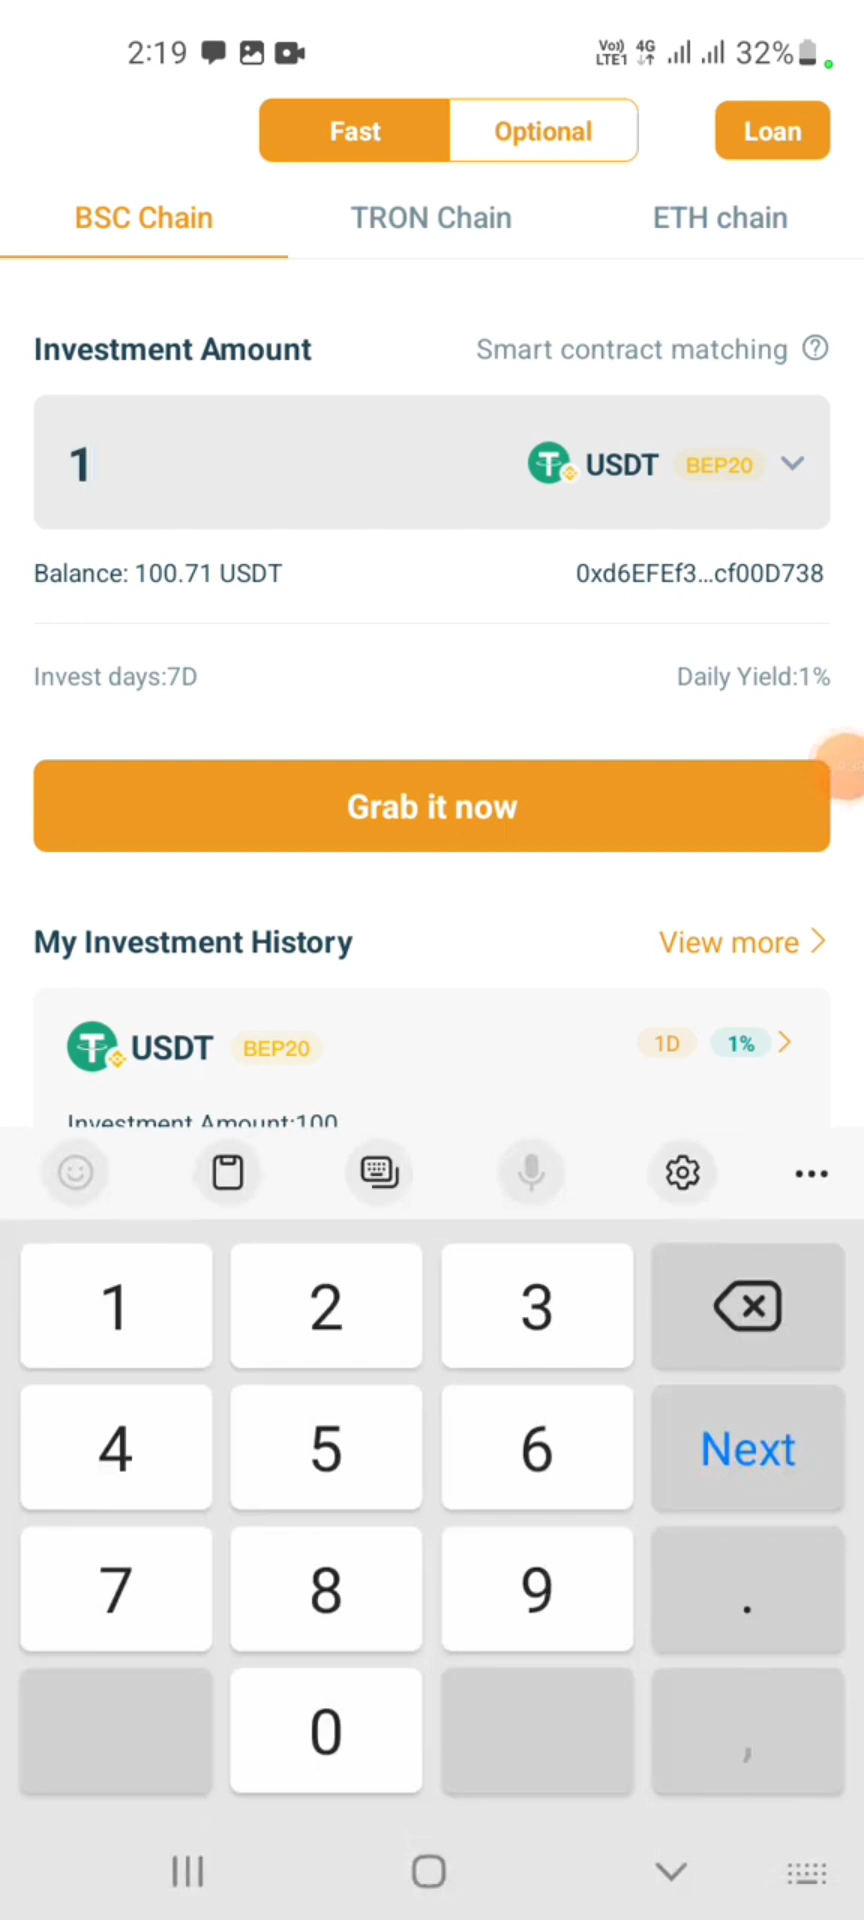 2:19 Vo)) LTE1 4G 32%
Fast Optional Loan
BSC Chain TRON Chain ETH chain
Investment Amount Smart contract matching ?
1 USDT BEP20
Balance: 100.71 USDT 0xd6EFEf3...cf00D738
Invest days:7D Daily Yield:1%
Grab it now
My Investment History View more >
USDT BEP20 1D 1% >
Investment Amount:100
1 2 3
4 5 6 Next
7 8 9 .
0 ,